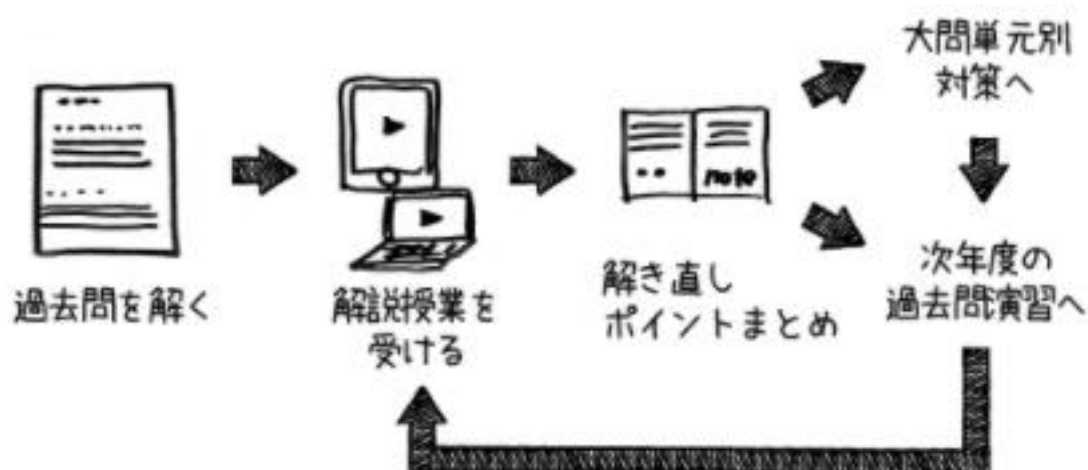 過去問を解く
解説授業を
受ける
note
解き直し
ポイントまとめ
大問単元別
対策へ
次年度の
過去問演習へ